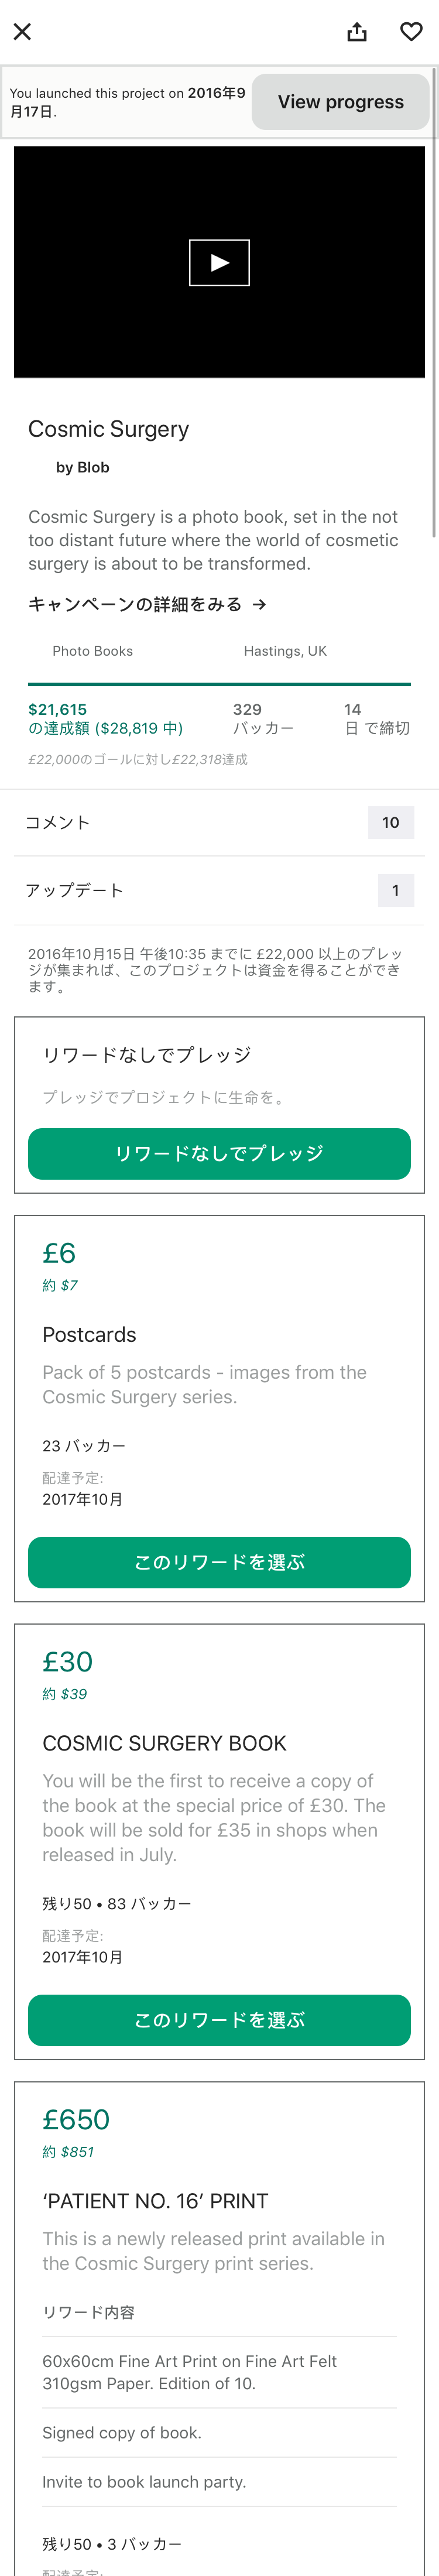 You launched this project on 2016年9
月17日.
View progress
Cosmic Surgery
by Blob
Cosmic Surgery is a photo book, set in the not
too distant future where the world of cosmetic
surgery is about to be transformed.
キャンペーンの詳細をみる →
Photo Books
Hastings, UK
$21,615
の達成額 ($28,819 中)
329
バッカー
14
日 で締切
£22,000のゴールに対し£22,318達成
コメント
10
アップデート
1
2016年10月15日 午後10:35 までに £22,000 以上のプレッ
ジが集まれば、このプロジェクトは資金を得ることができ
ます。
リワードなしでプレッジ
プレッジでプロジェクトに生命を。
リワードなしでプレッジ
£6
約 $7
Postcards
Pack of 5 postcards - images from the
Cosmic Surgery series.
23 バッカー
配達予定:
2017年10月
このリワードを選ぶ
£30
約 $39
COSMIC SURGERY BOOK
You will be the first to receive a copy of
the book at the special price of £30. The
book will be sold for £35 in shops when
released in July.
残り50 • 83 バッカー
配達予定:
2017年10月
このリワードを選ぶ
£650
約 $851
‘PATIENT NO. 16’ PRINT
This is a newly released print available in
the Cosmic Surgery print series.
リワード内容
60x60cm Fine Art Print on Fine Art Felt
310gsm Paper. Edition of 10.
Signed copy of book.
Invite to book launch party.
残り50 • 3 バッカー
配達予定: